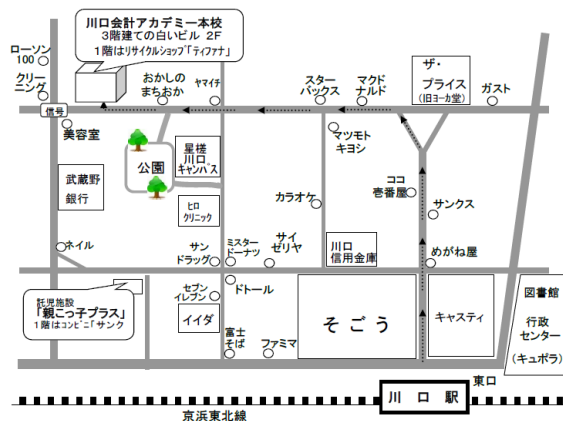 川口会計アカデミー本校
3階建ての白いビル 2F
1階はリサイクルショップ「ティファナ」
ローソン
100
クリー
ニング
信号
美容室
おかしの
まちおか
ヤマイチ
スター
バックス
マクド
ナルド
ザ・
プライス
(旧ヨーカ堂)
ガスト
マツモト
キヨシ
公園
星槎
川口
キャンパス
武蔵野
銀行
ヒロ
クリニック
カラオケ
ココ
壱番屋
サンクス
ネイル
サン
ドラッグ
ミスター
ドーナツ
サイ
ゼリヤ
川口
信用金庫
めがね屋
託児施設
「親こっ子プラス」
1階はコンビニ「サンク
セブン
イレブン
ドトール
イイダ
富士
そば
ファミマ
そごう
キャスティ
図書館
行政
センター
(キュポラ)
東口
川口駅
京浜東北線